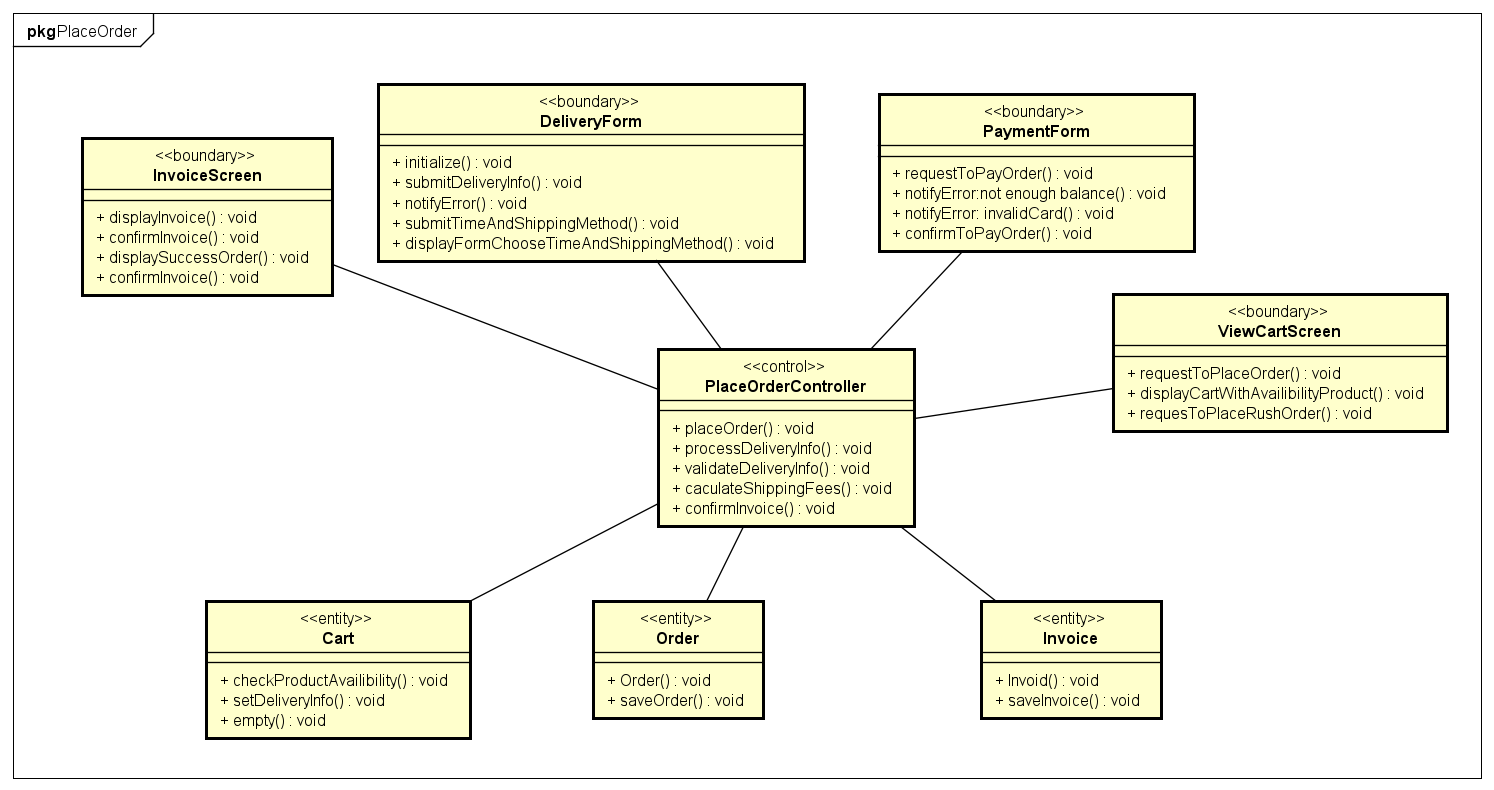 pkgPlaceOrder
<<boundary>>
InvoiceScreen
+ displayInvoice() : void
+ confirmInvoice() : void
+ displaySuccessOrder() : void
+ confirmInvoice() : void
<<boundary>>
DeliveryForm
+ initialize() : void
+ submitDeliveryInfo() : void
+ notifyError() : void
+ submitTimeAndShippingMethod() : void
+ displayFormChooseTimeAndShippingMethod() : void
<<boundary>>
PaymentForm
+ requestToPayOrder() : void
+ notifyError:not enough balance() : void
+ notifyError: invalidCard() : void
+ confirmToPayOrder() : void
<<boundary>>
ViewCartScreen
+ requestToPlaceOrder() : void
+ displayCartWithAvailibilityProduct() : void
+ requesToPlaceRushOrder() : void
<<control>>
PlaceOrderController
+ placeOrder() : void
+ processDeliveryInfo() : void
+ validateDeliveryInfo() : void
+ caculateShippingFees() : void
+ confirmInvoice() : void
<<entity>>
Cart
+ checkProductAvailibility() : void
+ setDeliveryInfo() : void
+ empty() : void
<<entity>>
Order
+ Order() : void
+ saveOrder() : void
<<entity>>
Invoice
+ Invoid() : void
+ saveInvoice() : void